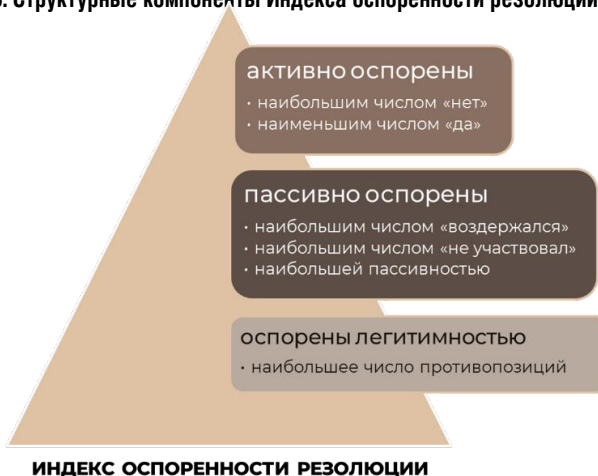 . Структурные компоненты Индекса оспоренности резолюции
активно оспорены
· наибольшим числом «нет»
· наименьшим числом «да»
пассивно оспорены
· наибольшим числом «воздержался»
· наибольшим числом «не участвовал»
· наибольшей пассивностью
оспорены легитимностью
· наибольшее число противопозиций
ИНДЕКС ОСПОРЕННОСТИ РЕЗОЛЮЦИИ